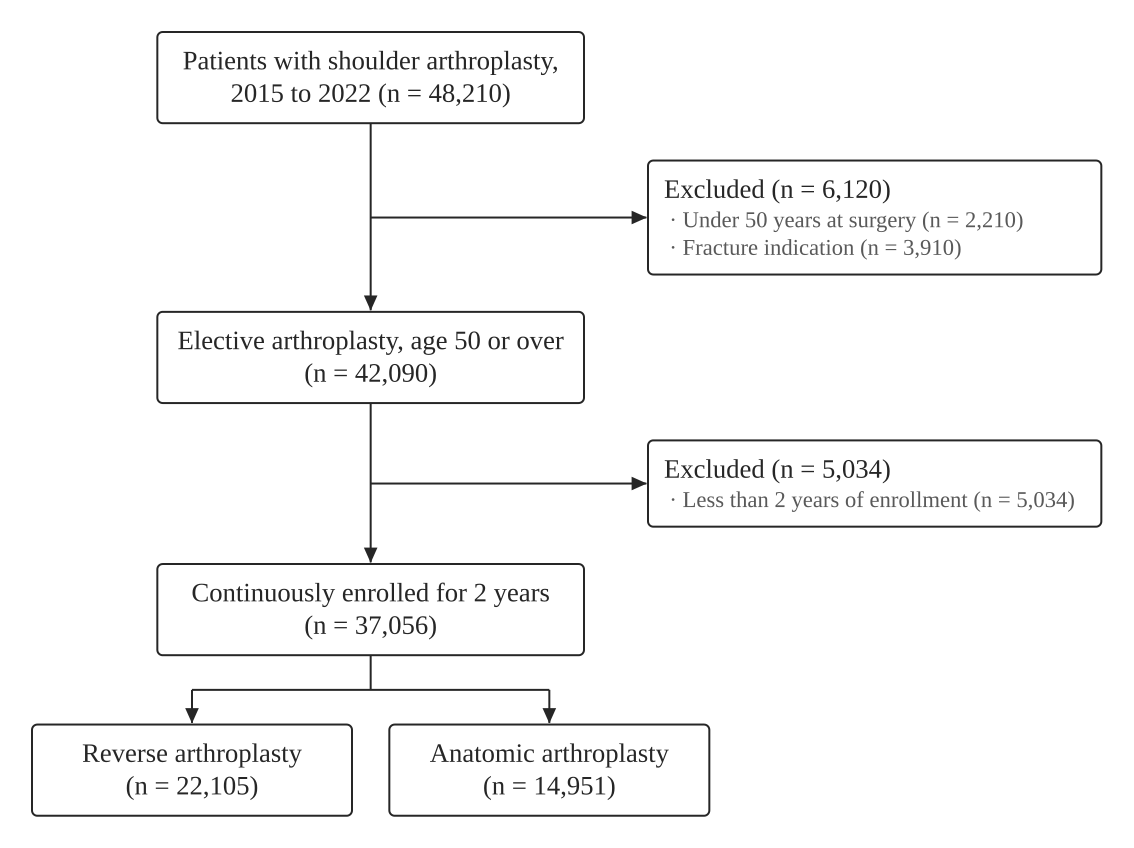 Patients with shoulder arthroplasty,
2015 to 2022 (n = 48,210)
Excluded (n = 6,120)
· Under 50 years at surgery (n = 2,210)
· Fracture indication (n = 3,910)
Elective arthroplasty, age 50 or over
(n = 42,090)
Excluded (n = 5,034)
· Less than 2 years of enrollment (n = 5,034)
Continuously enrolled for 2 years
(n = 37,056)
Reverse arthroplasty
(n = 22,105)
Anatomic arthroplasty
(n = 14,951)